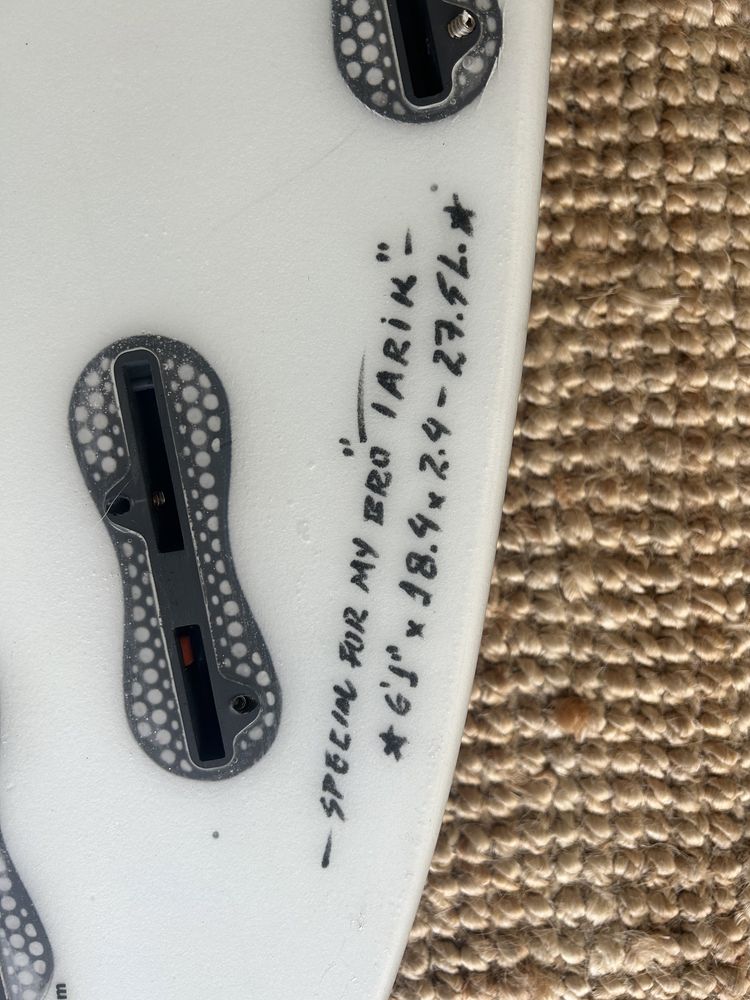 - SPECIAL FOR MY BRO "TARIK" -
* 6'1" x 18.4 x 2.4 - 27.5L. *
m